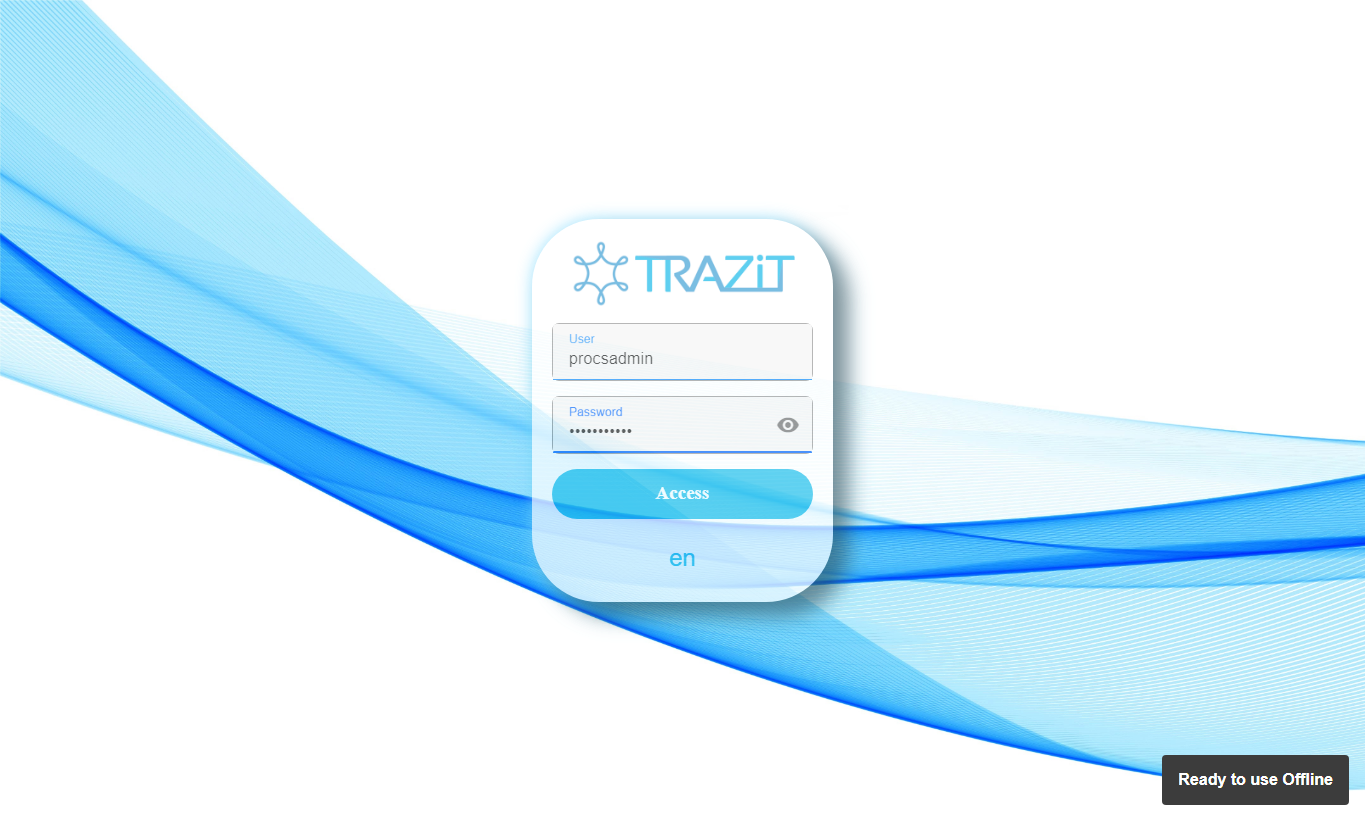 TRAZiT
User
procsadmin
Password
•••••••••••
Access
en
Ready to use Offline